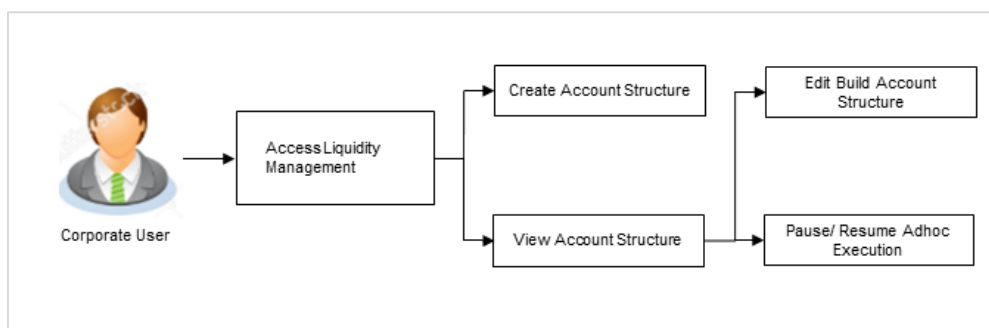 Create Account Structure
Edit Build Account
Structure
Access Liquidity
Management
Corporate User
View Account Structure
Pause/ Resume Adhoc
Execution